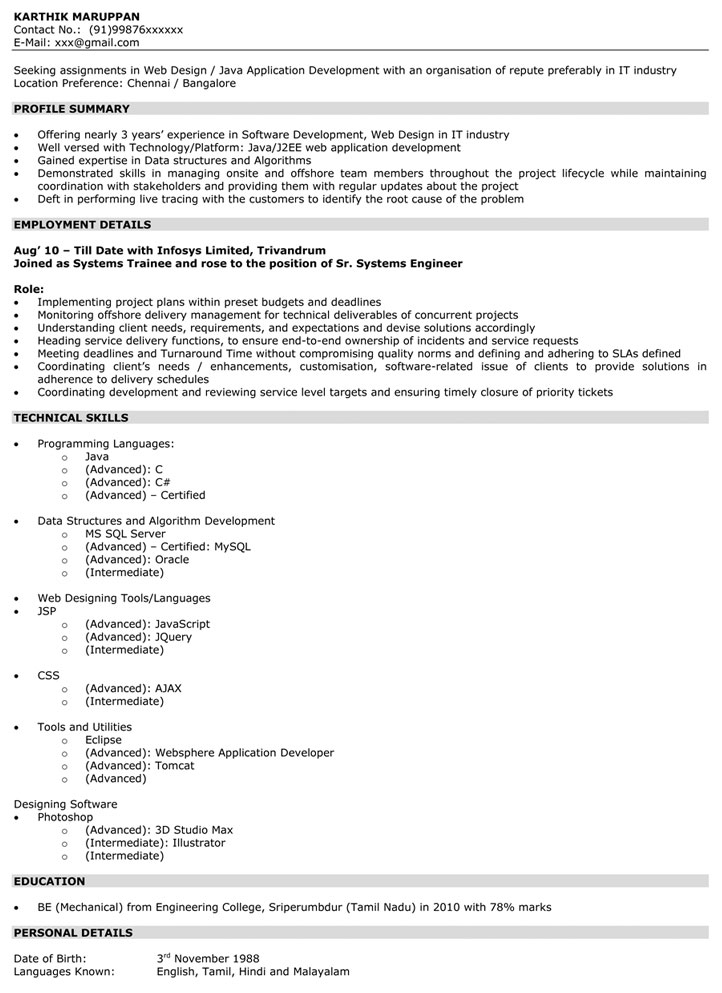 KARTHIK MARUPPAN
Contact No.: (91)99876xxxxxx
E-Mail: xxx@gmail.com
Seeking assignments in Web Design / Java Application Development with an organisation of repute preferably in IT industry
Location Preference: Chennai / Bangalore
PROFILE SUMMARY
• Offering nearly 3 years’ experience in Software Development, Web Design in IT industry
• Well versed with Technology/Platform: Java/J2EE web application development
• Gained expertise in Data structures and Algorithms
• Demonstrated skills in managing onsite and offshore team members throughout the project lifecycle while maintaining
coordination with stakeholders and providing them with regular updates about the project
• Deft in performing live tracing with the customers to identify the root cause of the problem
EMPLOYMENT DETAILS
Aug’ 10 – Till Date with Infosys Limited, Trivandrum
Joined as Systems Trainee and rose to the position of Sr. Systems Engineer
Role:
• Implementing project plans within preset budgets and deadlines
• Monitoring offshore delivery management for technical deliverables of concurrent projects
• Understanding client needs, requirements, and expectations and devise solutions accordingly
• Heading service delivery functions, to ensure end-to-end ownership of incidents and service requests
• Meeting deadlines and Turnaround Time without compromising quality norms and defining and adhering to SLAs defined
• Coordinating client’s needs / enhancements, customisation, software-related issue of clients to provide solutions in
adherence to delivery schedules
• Coordinating development and reviewing service level targets and ensuring timely closure of priority tickets
TECHNICAL SKILLS
• Programming Languages:
o Java
o (Advanced): C
o (Advanced): C#
o (Advanced) – Certified
• Data Structures and Algorithm Development
o MS SQL Server
o (Advanced) – Certified: MySQL
o (Advanced): Oracle
o (Intermediate)
• Web Designing Tools/Languages
• JSP
o (Advanced): JavaScript
o (Advanced): JQuery
o (Intermediate)
• CSS
o (Advanced): AJAX
o (Intermediate)
• Tools and Utilities
o Eclipse
o (Advanced): Websphere Application Developer
o (Advanced): Tomcat
o (Advanced)
Designing Software
• Photoshop
o (Advanced): 3D Studio Max
o (Intermediate): Illustrator
o (Intermediate)
EDUCATION
• BE (Mechanical) from Engineering College, Sriperumbdur (Tamil Nadu) in 2010 with 78% marks
PERSONAL DETAILS
Date of Birth: 3rd November 1988
Languages Known: English, Tamil, Hindi and Malayalam